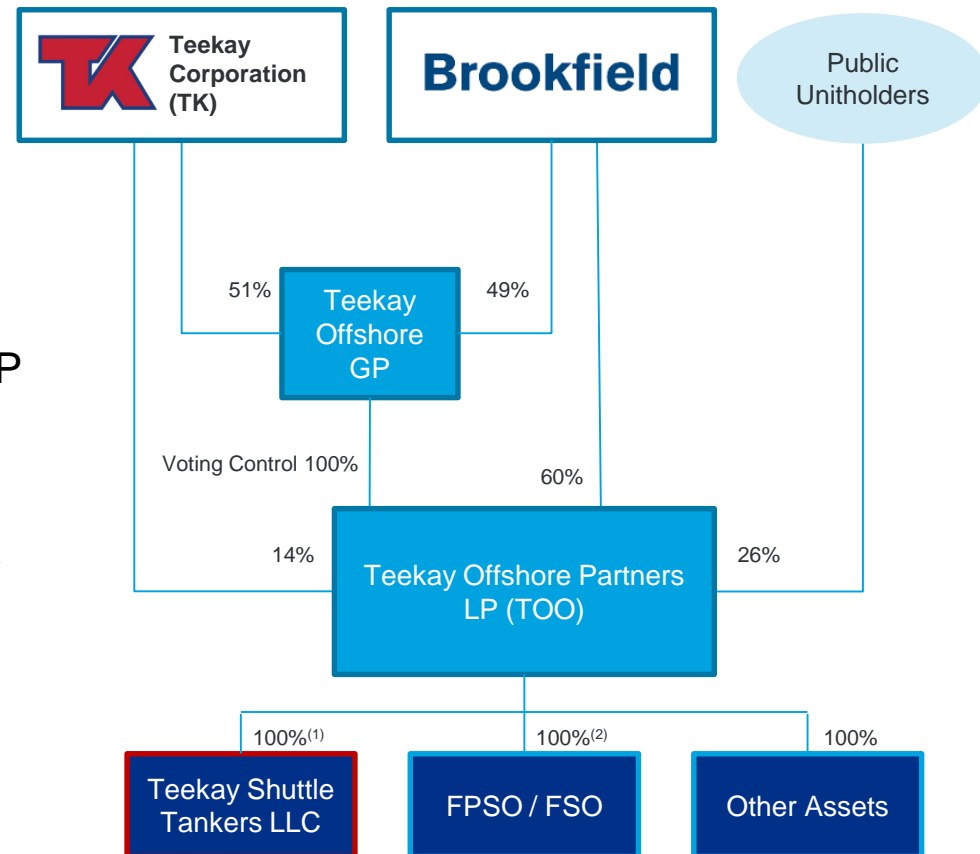 TK
Teekay
Corporation
(TK)
Brookfield
Public
Unitholders
51%
49%
Teekay
Offshore
GP
P
Voting Control 100%
60%
14%
26%
Teekay Offshore Partners
LP (TOO)
100%(1)
100%(2)
100%
Teekay Shuttle
Tankers LLC
FPSO / FSO
Other Assets